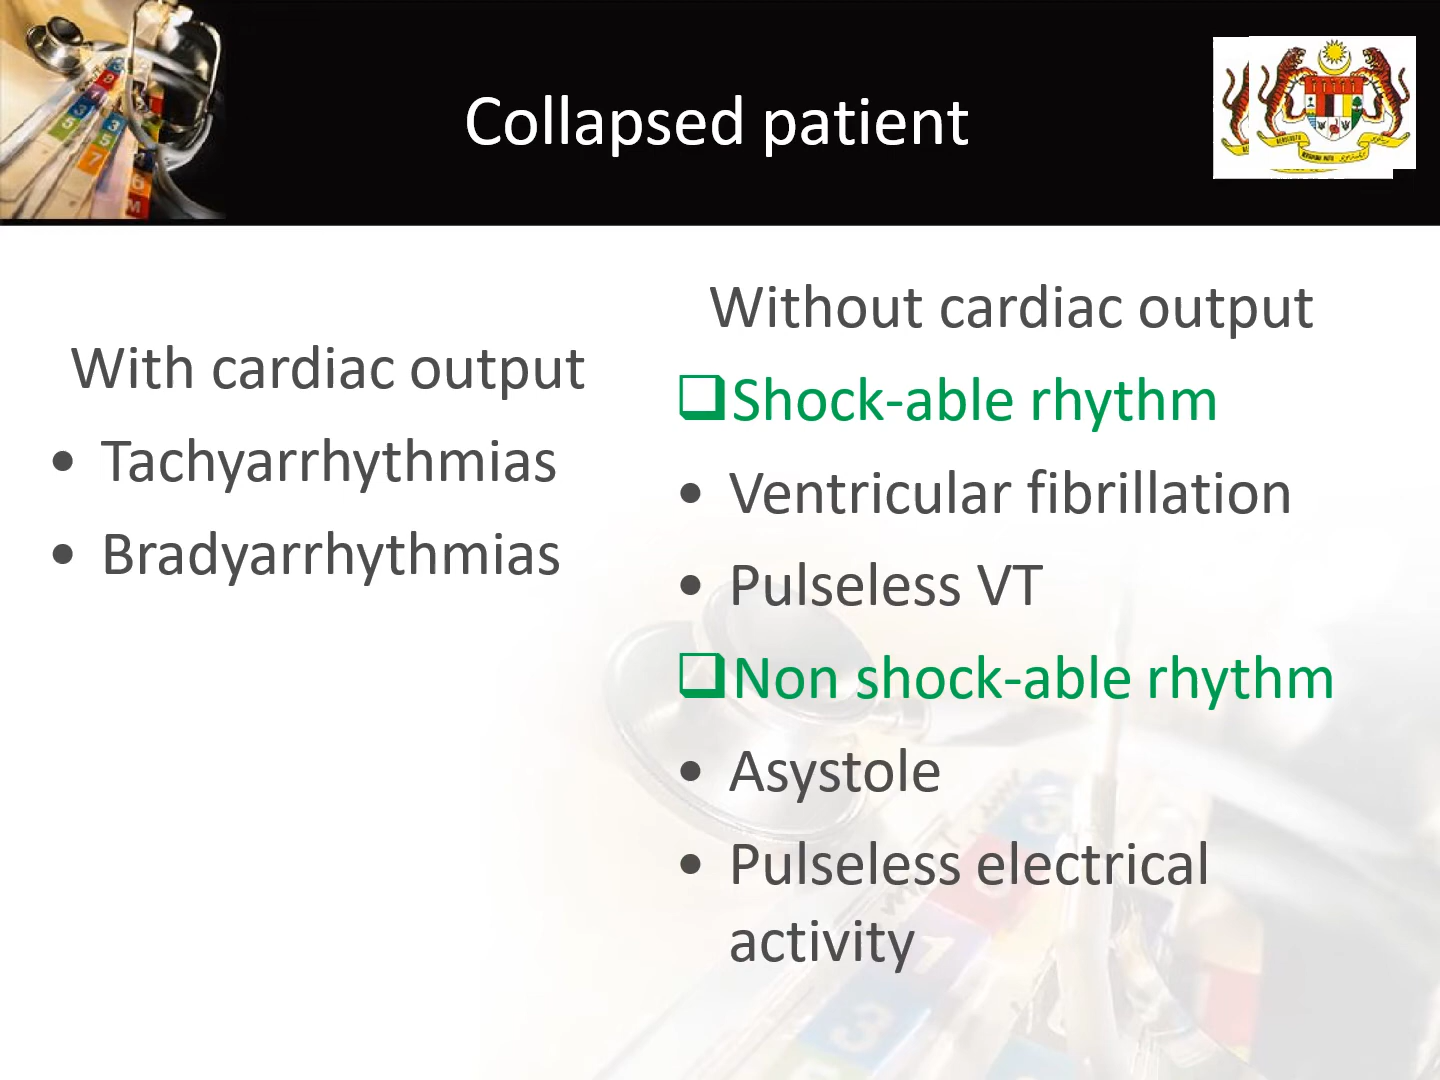 Collapsed patient
With cardiac output
• Tachyarrhythmias
• Bradyarrhythmias
Without cardiac output
❑Shock-able rhythm
• Ventricular fibrillation
• Pulseless VT
❑Non shock-able rhythm
• Asystole
• Pulseless electrical
activity